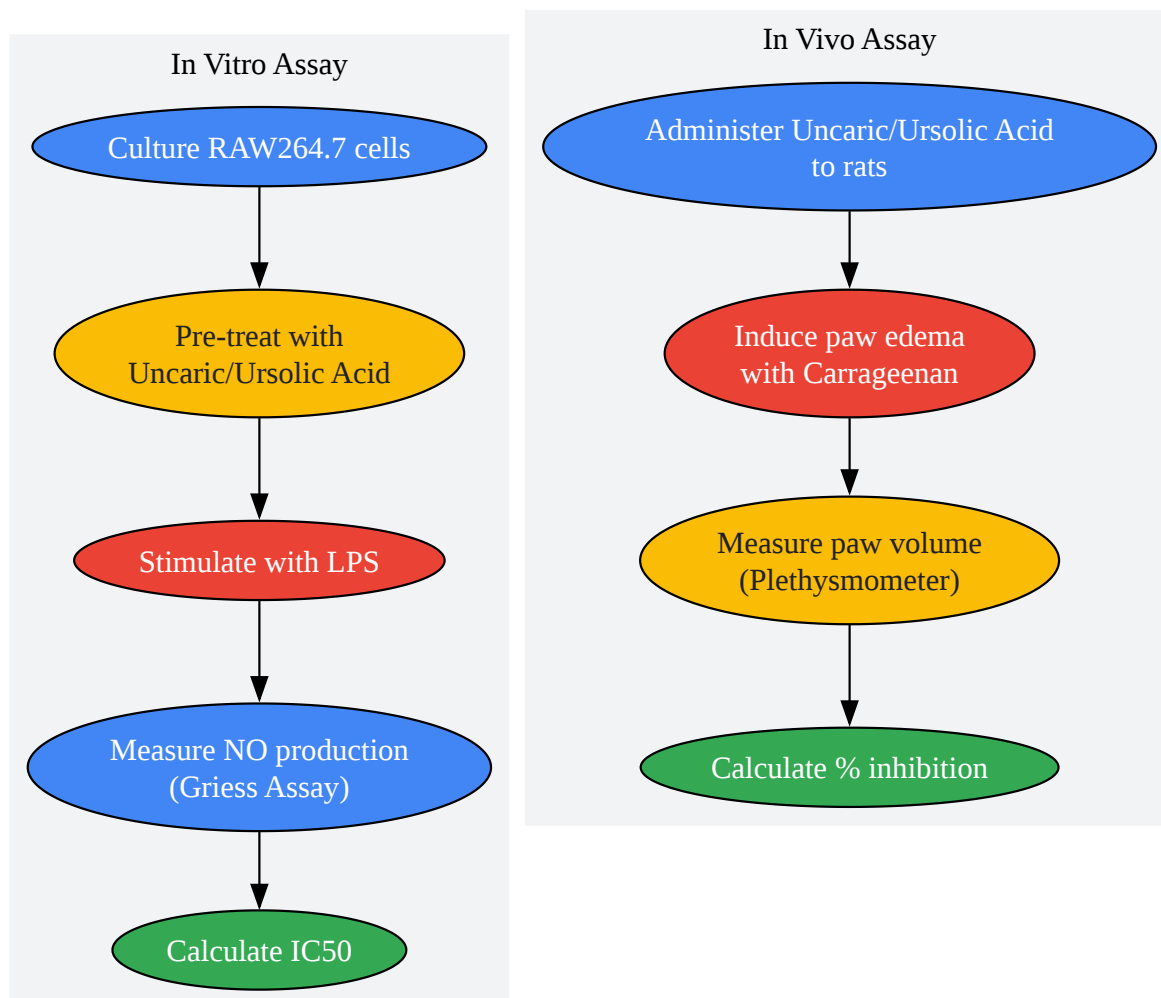 In Vitro Assay
Culture RAW264.7 cells
Pre-treat with
Uncaric/Ursolic Acid
Stimulate with LPS
Measure NO production
(Griess Assay)
Calculate IC50
In Vivo Assay
Administer Uncaric/Ursolic Acid
to rats
Induce paw edema
with Carrageenan
Measure paw volume
(Plethysmometer)
Calculate % inhibition